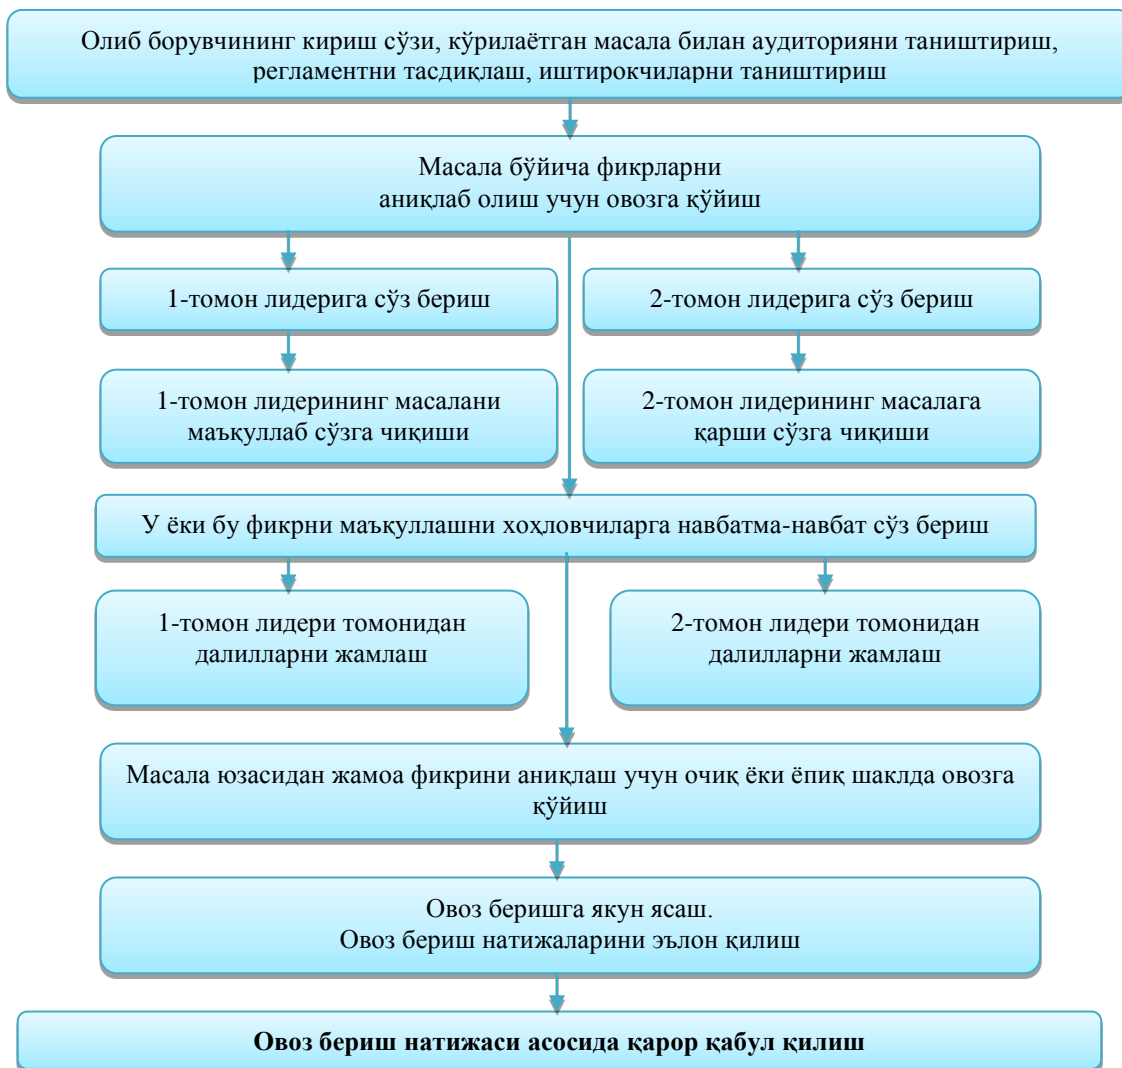 Олиб борувчининг кириш сўзи, кўрилаётган масала билан аудиторияни таништириш,
регламентни тасдиқлаш, иштирокчиларни таништириш
Масала бўйича фикрларни
аниқлаб олиш учун овозга қўйиш
1-томон лидерига сўз бериш
2-томон лидерига сўз бериш
1-томон лидерининг масалани
маъқуллаб сўзга чиқиши
2-томон лидерининг масалага
қарши сўзга чиқиши
У ёки бу фикрни маъқуллашни хоҳловчиларга навбатма-навбат сўз бериш
1-томон лидери томонидан
далилларни жамлаш
2-томон лидери томонидан
далилларни жамлаш
Масала юзасидан жамоа фикрини аниқлаш учун очиқ ёки ёпиқ шаклда овозга
қўйиш
Овоз беришга якун ясаш.
Овоз бериш натижаларини эълон қилиш
Овоз бериш натижаси асосида қарор қабул қилиш